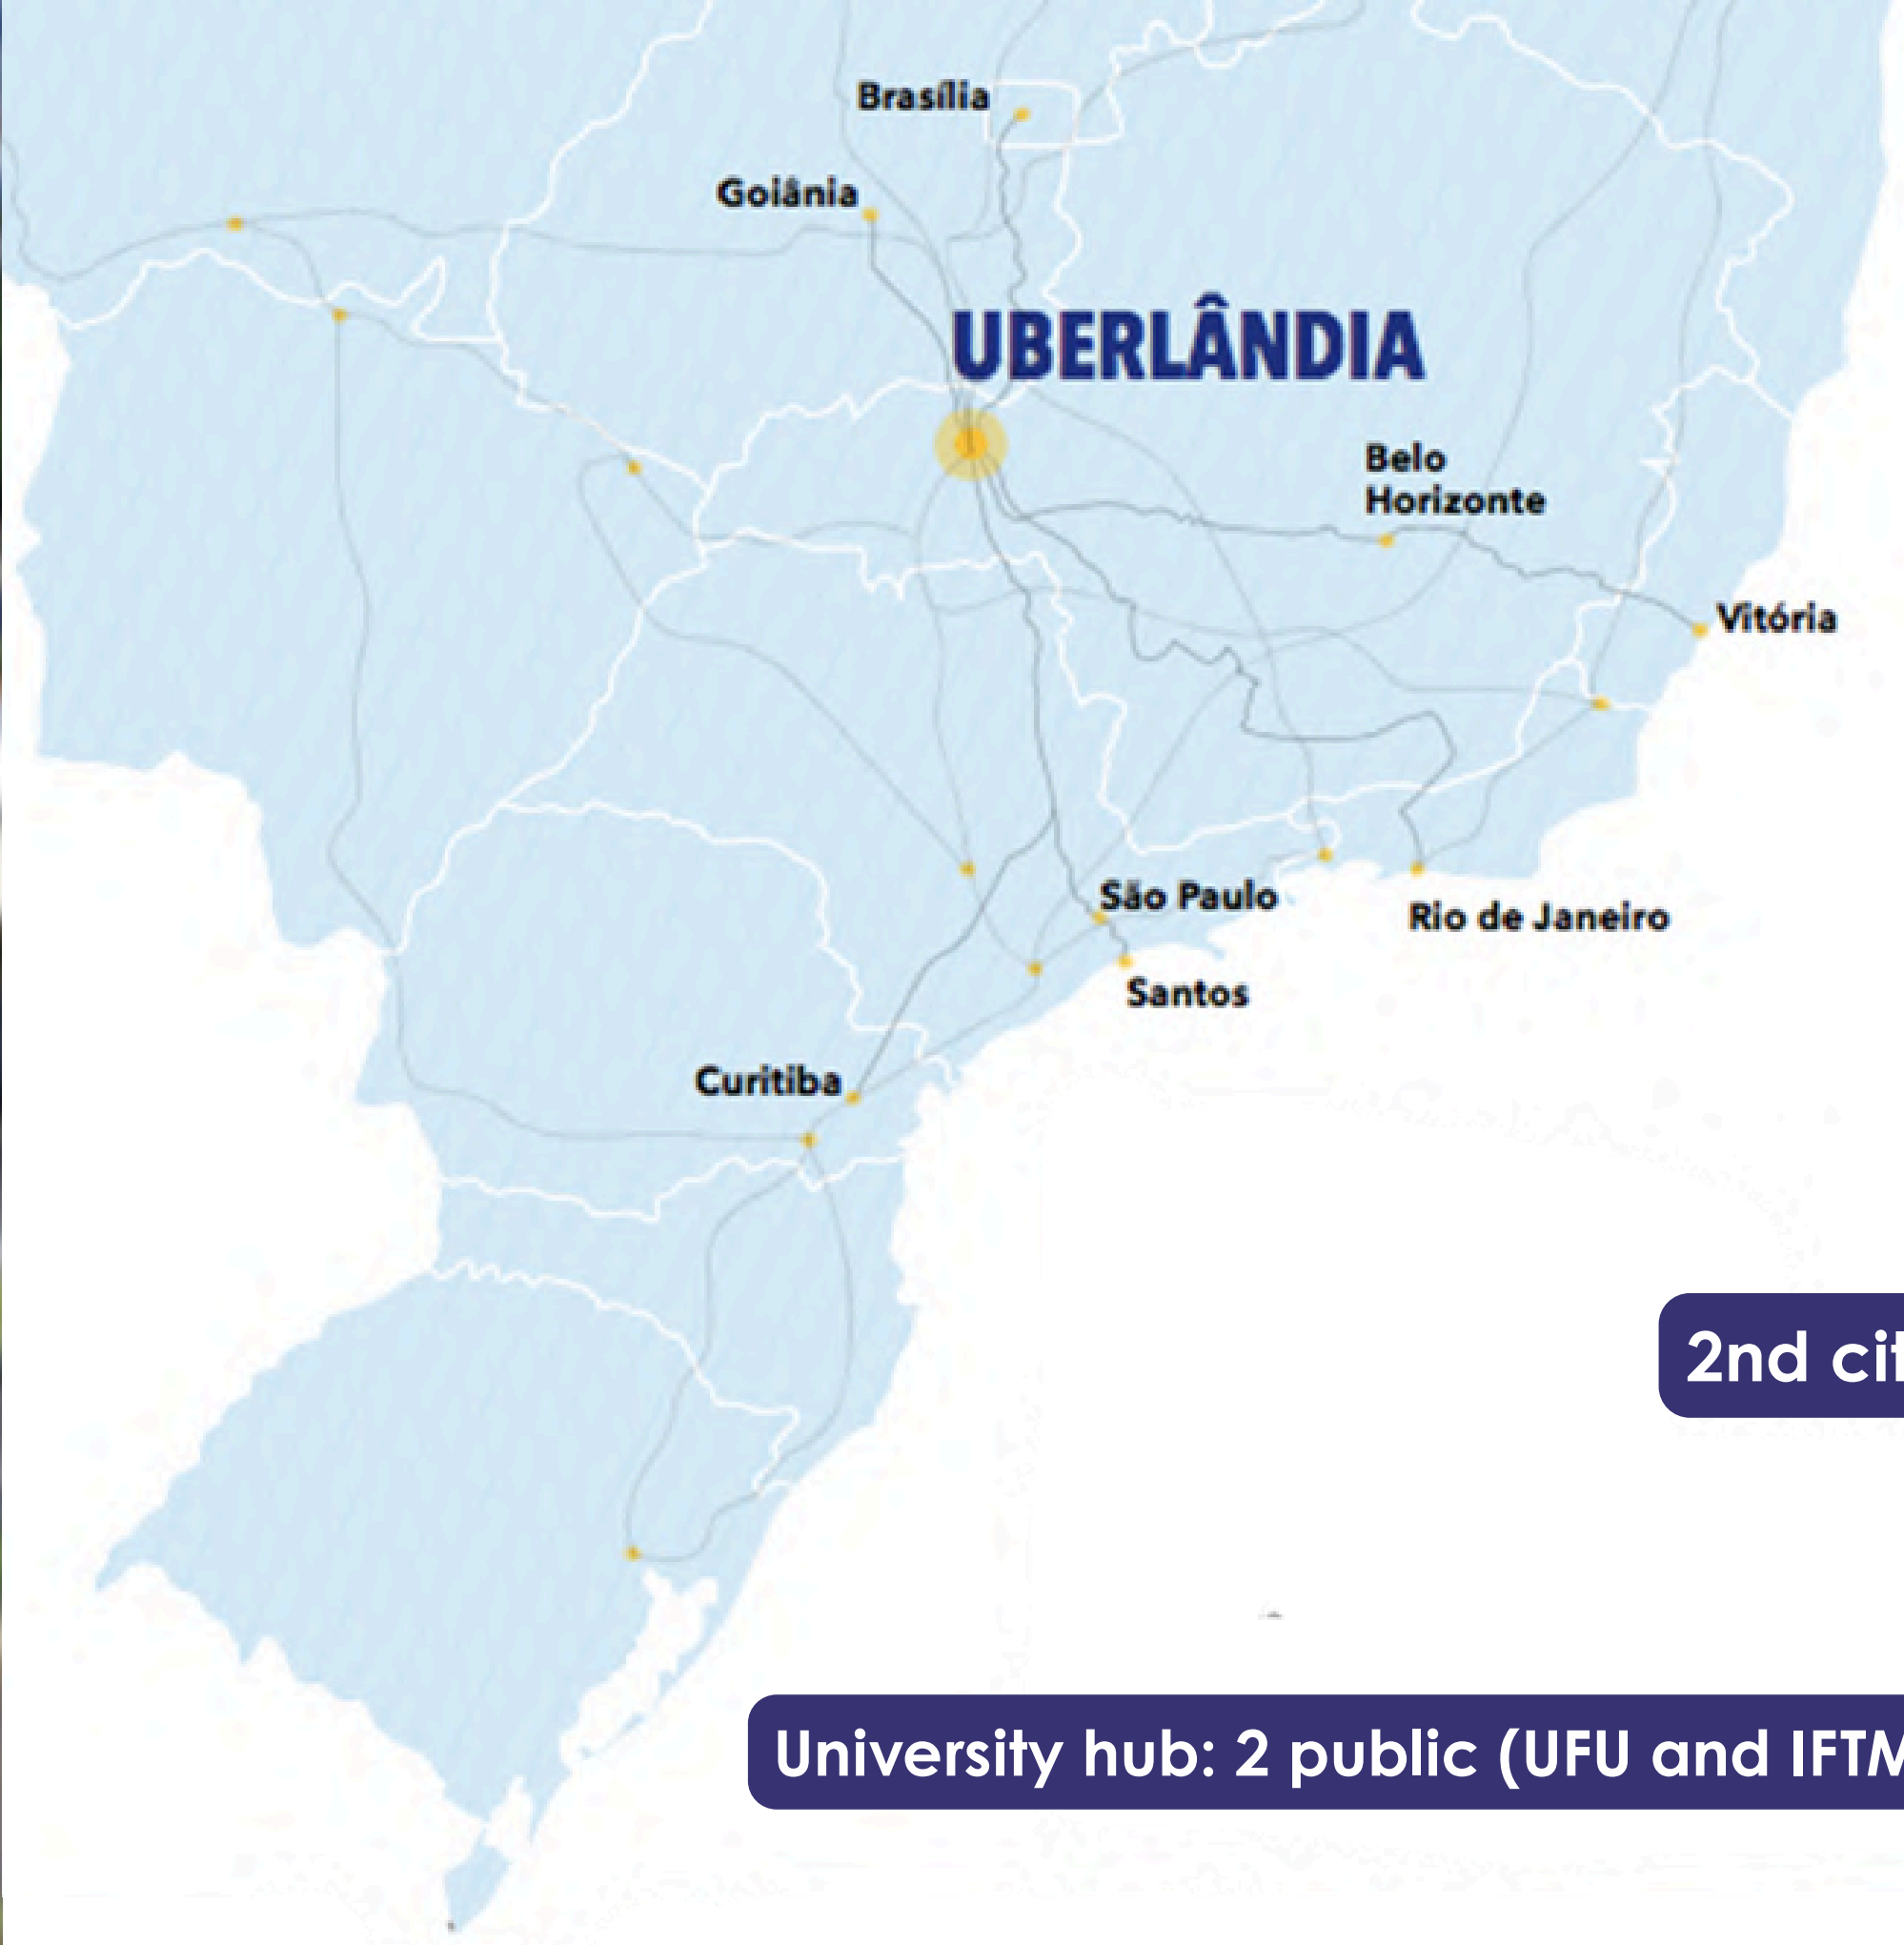 Brasília
Goiânia
UBERLÂNDIA
Belo
Horizonte
Vitória
São Paulo
Rio de Janeiro
Santos
Curitiba
2nd cit
University hub: 2 public (UFU and IFTM